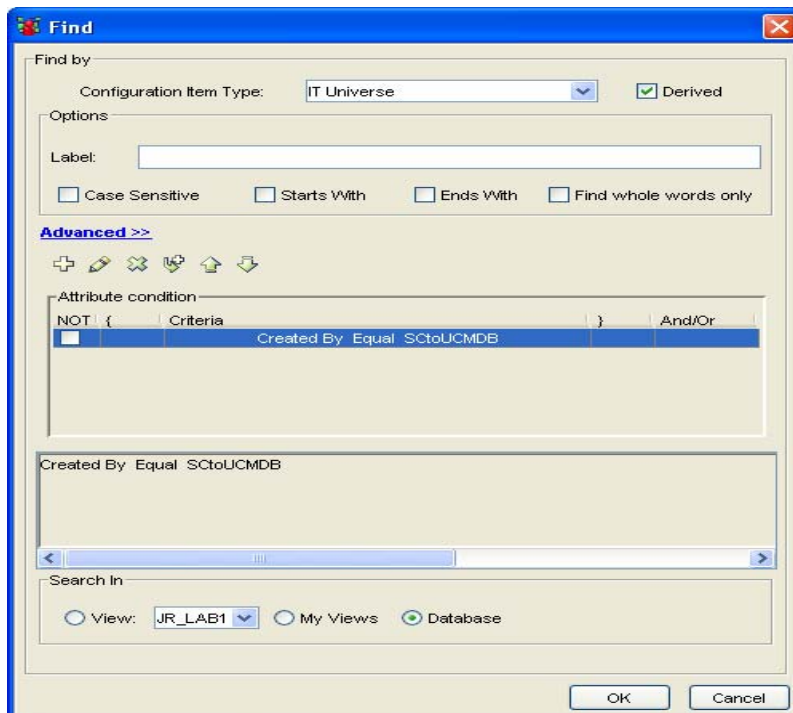 Find
Find by
Configuration Item Type: IT Universe Derived
Options
Label:
Case Sensitive Starts With Ends With Find whole words only
Advanced >>
Attribute condition
NOT { Criteria } And/Or
Created By Equal SCtoUCMDB
Created By Equal SCtoUCMDB
Search In
View: JR_LAB1 My Views Database
OK Cancel